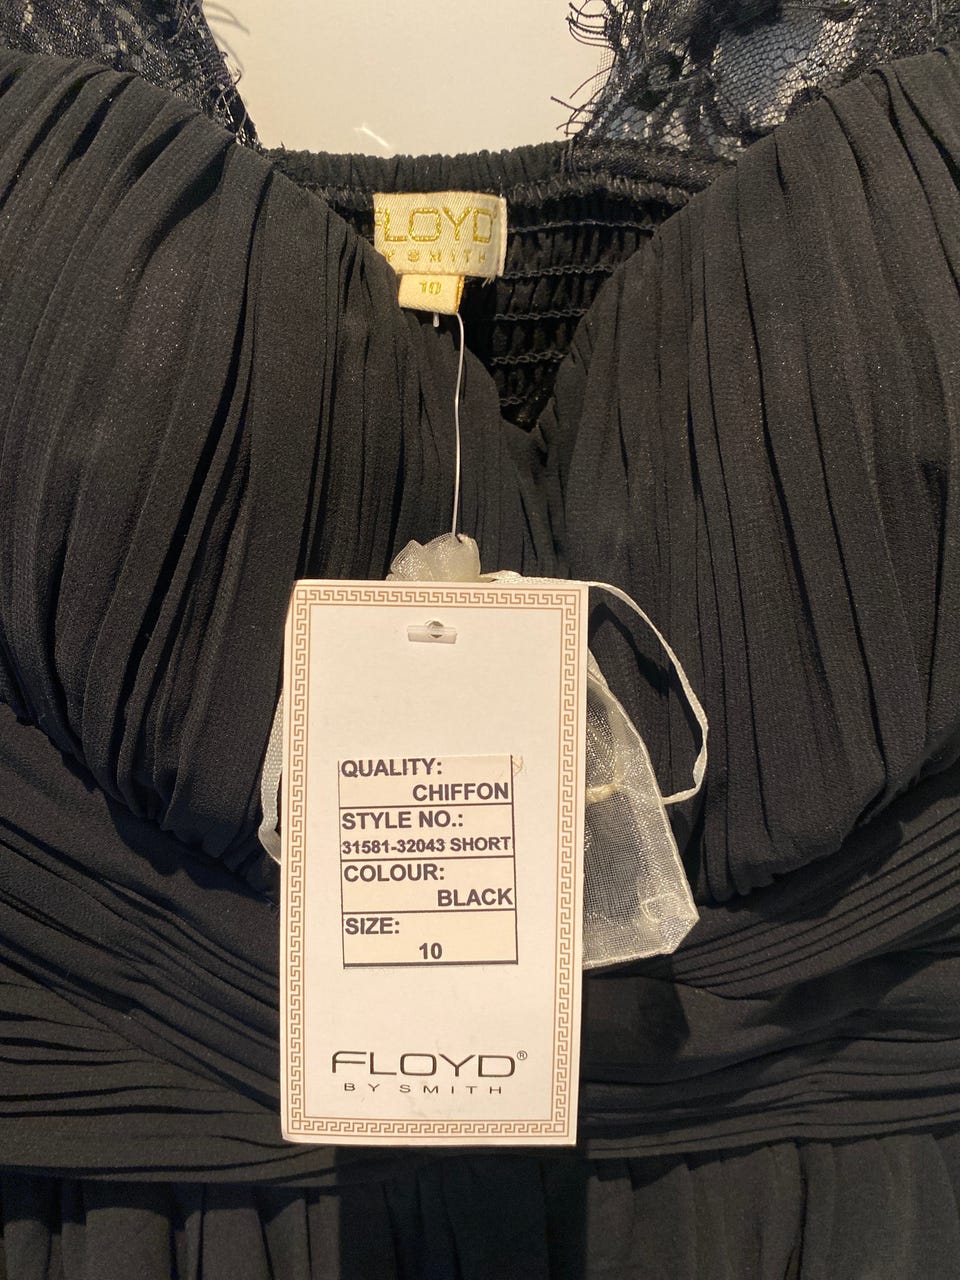 FLOYD
BY SMITH
10
QUALITY:
CHIFFON
STYLE NO.:
31581-32043 SHORT
COLOUR:
BLACK
SIZE:
10
FLOYD®
BY SMITH